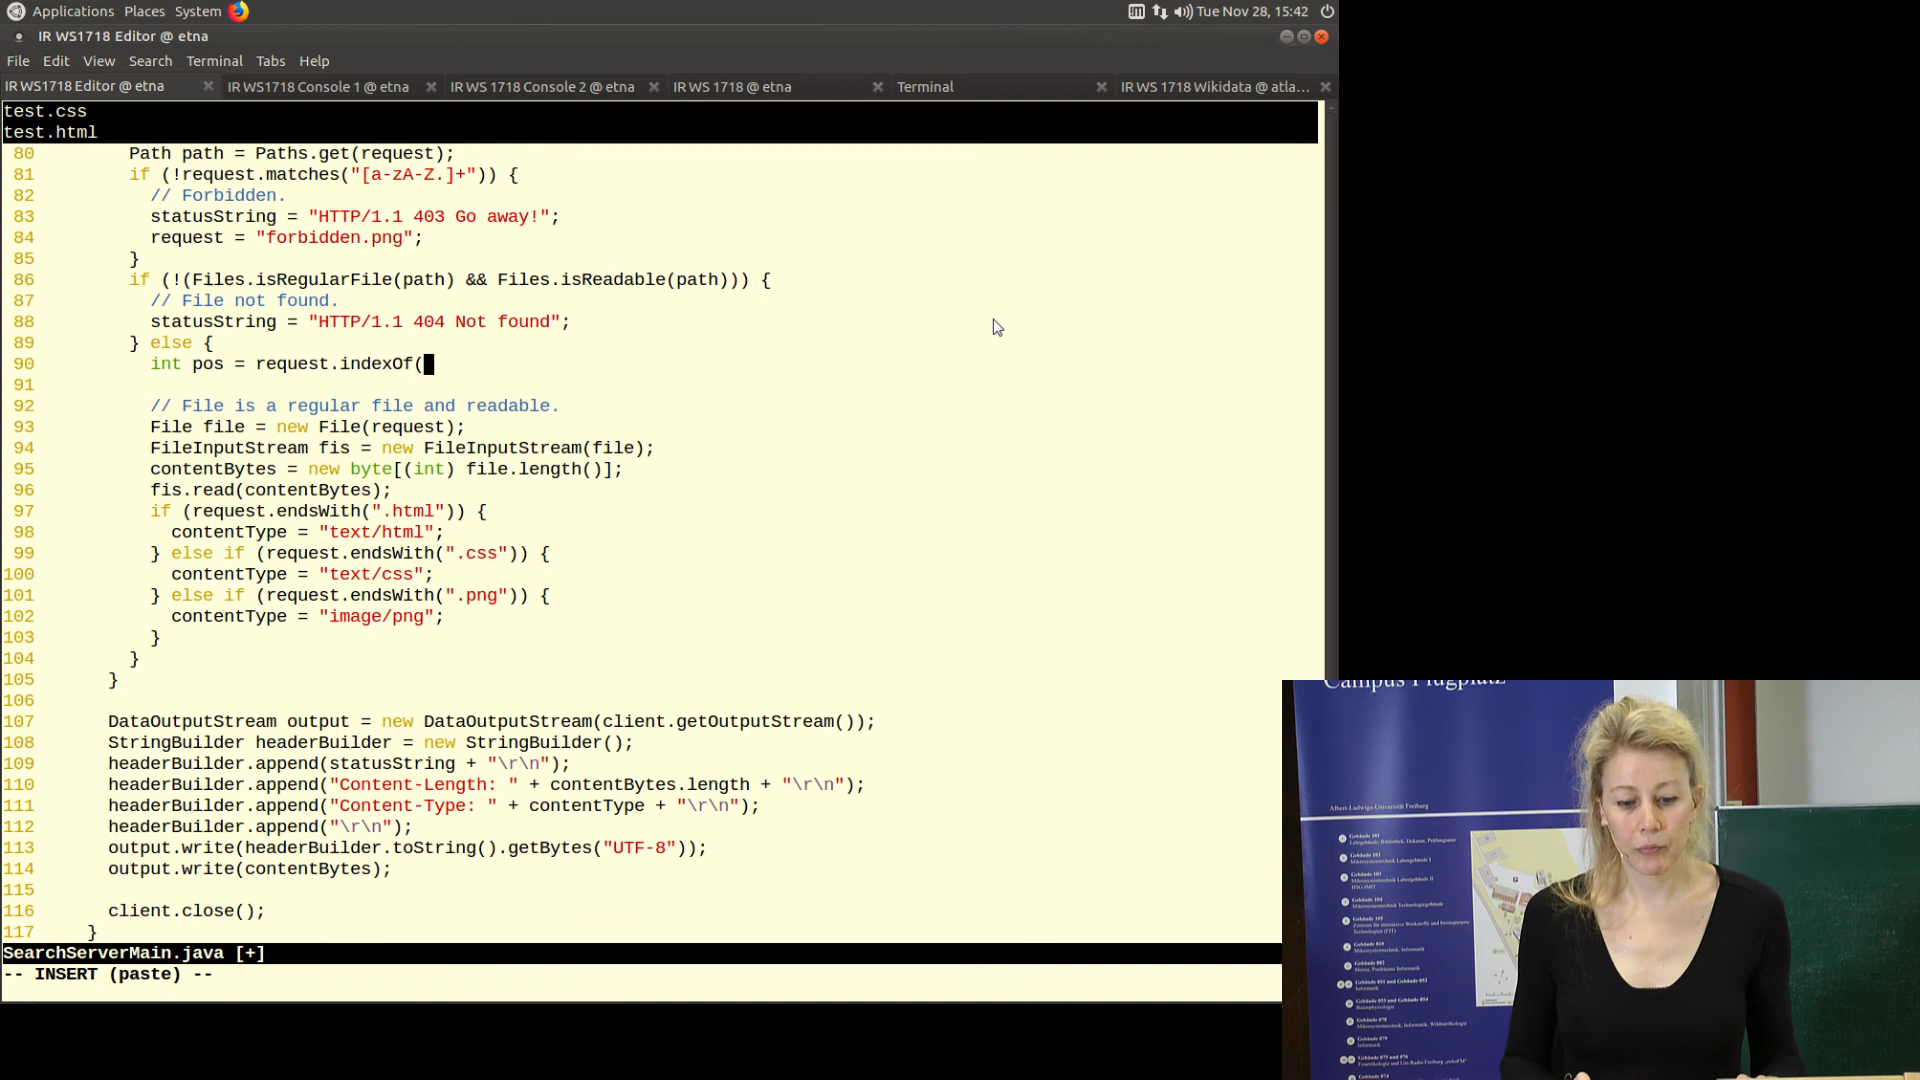 Applications Places System
Tue Nov 28, 15:42
IR WS1718 Editor @ etna
File Edit View Search Terminal Tabs Help
IR WS1718 Editor @ etna
IR WS1718 Console 1 @ etna
IR WS 1718 Console 2 @ etna
IR WS 1718 @ etna
Terminal
IR WS 1718 Wikidata @ atla...
test.css
test.html
80 Path path = Paths.get(request);
81 if (!request.matches("[a-zA-Z.]+")) {
82 // Forbidden.
83 statusString = "HTTP/1.1 403 Go away!";
84 request = "forbidden.png";
85 }
86 if (!(Files.isRegularFile(path) && Files.isReadable(path))) {
87 // File not found.
88 statusString = "HTTP/1.1 404 Not found";
89 } else {
90 int pos = request.indexOf(
91
92 // File is a regular file and readable.
93 File file = new File(request);
94 FileInputStream fis = new FileInputStream(file);
95 contentBytes = new byte[(int) file.length()];
96 fis.read(contentBytes);
97 if (request.endsWith(".html")) {
98 contentType = "text/html";
99 } else if (request.endsWith(".css")) {
100 contentType = "text/css";
101 } else if (request.endsWith(".png")) {
102 contentType = "image/png";
103 }
104 }
105 }
106
107 DataOutputStream output = new DataOutputStream(client.getOutputStream());
108 StringBuilder headerBuilder = new StringBuilder();
109 headerBuilder.append(statusString + "\r\n");
110 headerBuilder.append("Content-Length: " + contentBytes.length + "\r\n");
111 headerBuilder.append("Content-Type: " + contentType + "\r\n");
112 headerBuilder.append("\r\n");
113 output.write(headerBuilder.toString().getBytes("UTF-8"));
114 output.write(contentBytes);
115
116 client.close();
117 }
SearchServerMain.java [+]
-- INSERT (paste) --
Campus Flugplatz
Albert-Ludwigs-Universität Freiburg
Gebäude 101